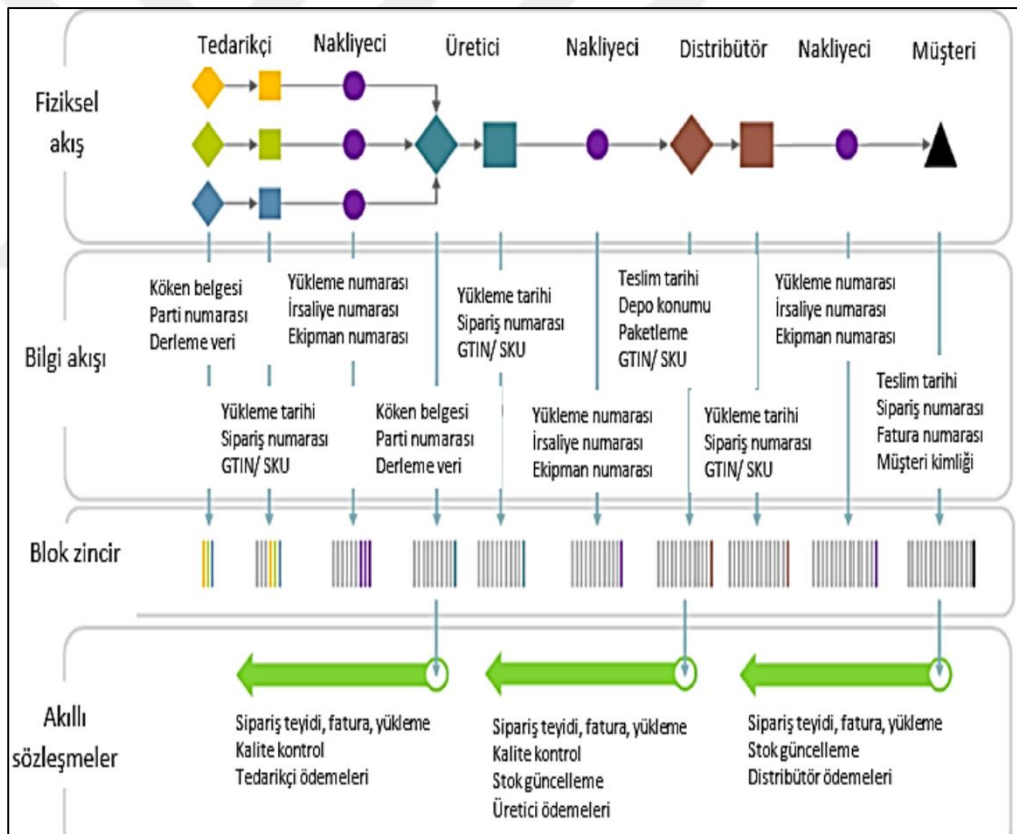 Tedarikçi
Nakliyeci
Üretici
Nakliyeci
Distribütör
Nakliyeci
Müşteri
Fiziksel
akış
Bilgi akışı
Köken belgesi
Parti numarası
Derleme veri
Yükleme tarihi
Sipariş numarası
GTIN/ SKU
Yükleme numarası
İrsaliye numarası
Ekipman numarası
Köken belgesi
Parti numarası
Derleme veri
Yükleme tarihi
Sipariş numarası
GTIN/ SKU
Yükleme numarası
İrsaliye numarası
Ekipman numarası
Teslim tarihi
Depo konumu
Paketleme
GTIN/ SKU
Yükleme tarihi
Sipariş numarası
GTIN/ SKU
Yükleme numarası
İrsaliye numarası
Ekipman numarası
Teslim tarihi
Sipariş numarası
Fatura numarası
Müşteri kimliği
Blok zincir
Akıllı
sözleşmeler
Sipariş teyidi, fatura, yükleme
Kalite kontrol
Tedarikçi ödemeleri
Sipariş teyidi, fatura, yükleme
Kalite kontrol
Stok güncelleme
Üretici ödemeleri
Sipariş teyidi, fatura, yükleme
Stok güncelleme
Distribütör ödemeleri